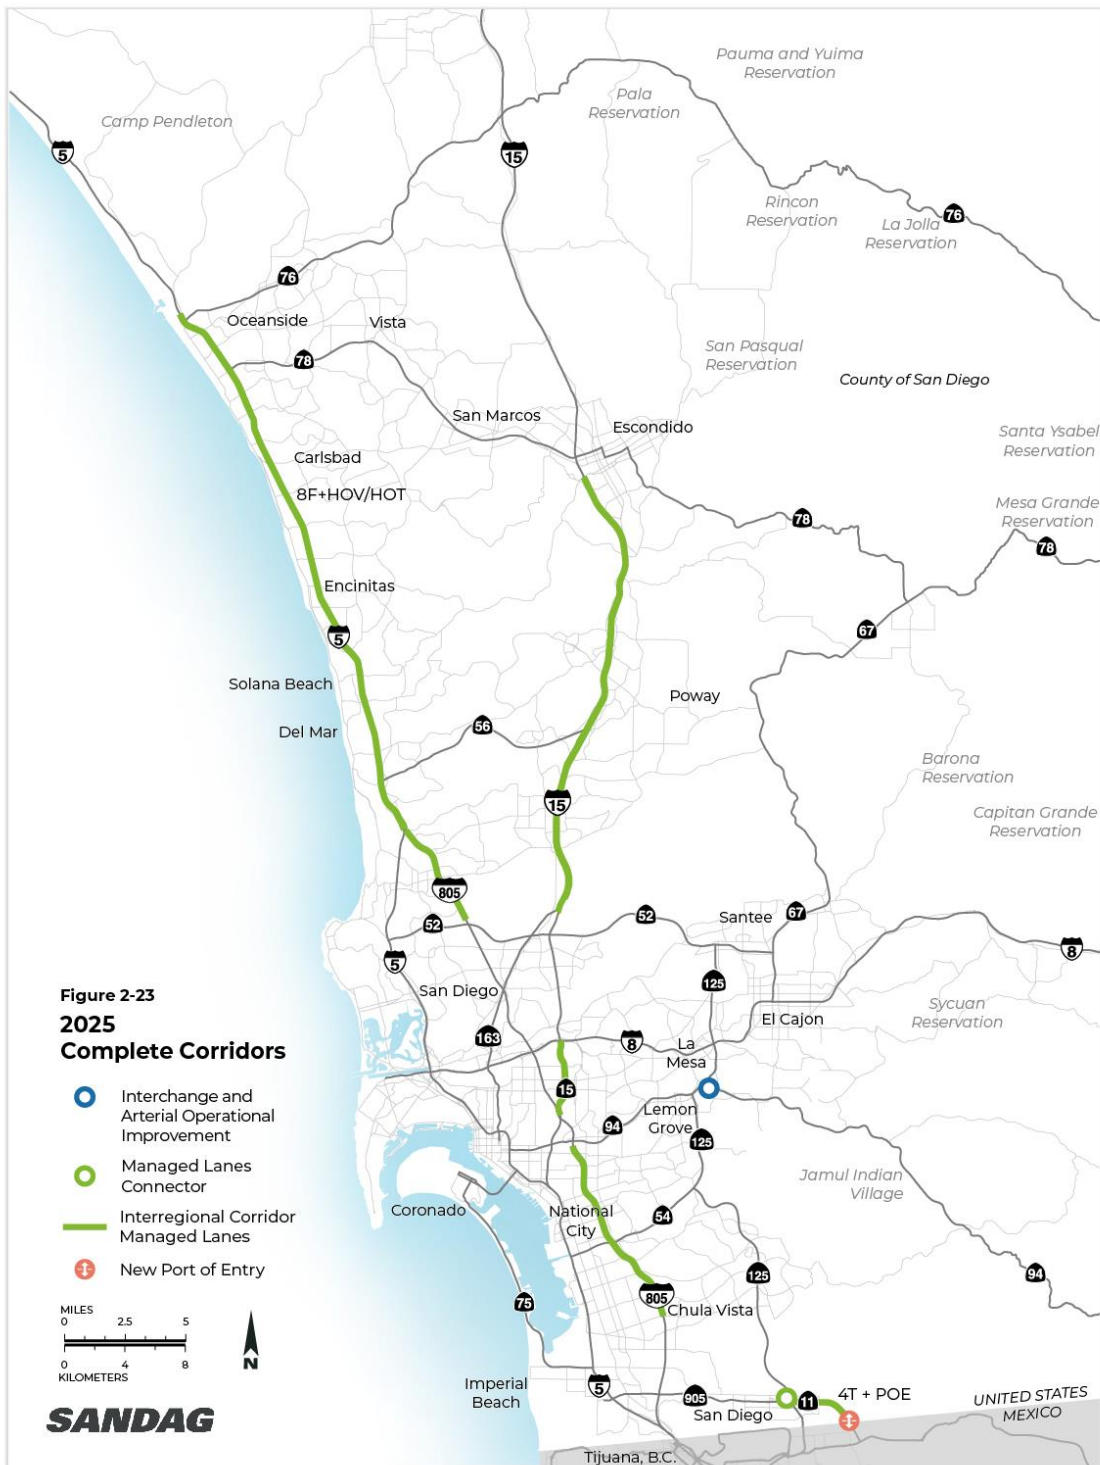 Pauma and Yuima
Reservation
Pala
Reservation
Camp Pendleton
5
15
Rincon
Reservation
La Jolla
Reservation
76
76
Oceanside
Vista
78
San Pasqual
Reservation
County of San Diego
San Marcos
Escondido
Santa Ysabel
Reservation
Carlsbad
8F+HOV/HOT
Mesa Grande
Reservation
78
78
Encinitas
5
67
Solana Beach
Poway
Del Mar
56
Barona
Reservation
15
Capitan Grande
Reservation
805
52
52
Santee
67
8
5
San Diego
125
Sycuan
Reservation
163
8
El Cajon
La
Mesa
15
Lemon
Grove
94
125
Jamul Indian
Village
Coronado
National
City
54
125
94
75
805
Chula Vista
Imperial
Beach
5
905
San Diego
11
4T + POE
UNITED STATES
MEXICO
Tijuana, B.C.
Figure 2-23
2025
Complete Corridors
Interchange and
Arterial Operational
Improvement
Managed Lanes
Connector
Interregional Corridor
Managed Lanes
New Port of Entry
MILES
0 2.5 5
0 4 8
KILOMETERS
N
SANDAG